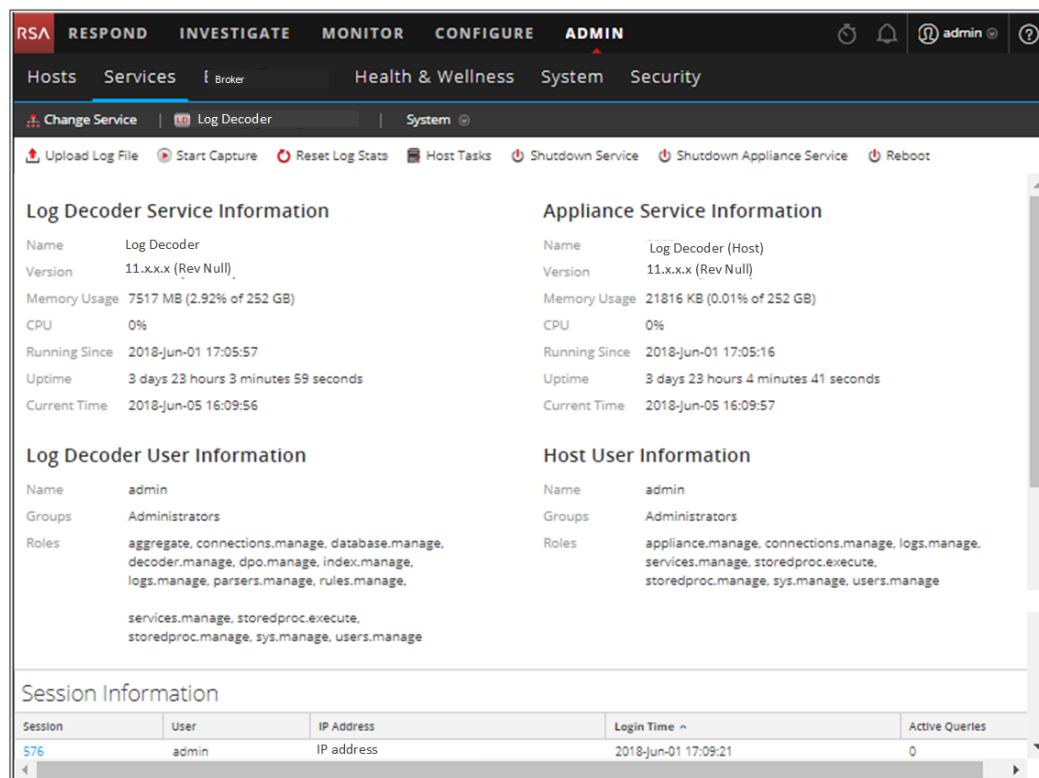 RSA RESPOND INVESTIGATE MONITOR CONFIGURE ADMIN admin
Hosts Services Broker Health & Wellness System Security
Change Service | LD Log Decoder | System
Upload Log File Start Capture Reset Log Stats Host Tasks Shutdown Service Shutdown Appliance Service Reboot
Log Decoder Service Information
Name Log Decoder
Version 11.x.x.x (Rev Null)
Memory Usage 7517 MB (2.92% of 252 GB)
CPU 0%
Running Since 2018-Jun-01 17:05:57
Uptime 3 days 23 hours 3 minutes 59 seconds
Current Time 2018-Jun-05 16:09:56
Appliance Service Information
Name Log Decoder (Host)
Version 11.x.x.x (Rev Null)
Memory Usage 21816 KB (0.01% of 252 GB)
CPU 0%
Running Since 2018-Jun-01 17:05:16
Uptime 3 days 23 hours 4 minutes 41 seconds
Current Time 2018-Jun-05 16:09:57
Log Decoder User Information
Name admin
Groups Administrators
Roles aggregate, connections.manage, database.manage,
decoder.manage, dpo.manage, index.manage,
logs.manage, parsers.manage, rules.manage,
services.manage, storedproc.execute,
storedproc.manage, sys.manage, users.manage
Host User Information
Name admin
Groups Administrators
Roles appliance.manage, connections.manage, logs.manage,
services.manage, storedproc.execute,
storedproc.manage, sys.manage, users.manage
Session Information
Session User IP Address Login Time Active Queries
576 admin IP address 2018-Jun-01 17:09:21 0